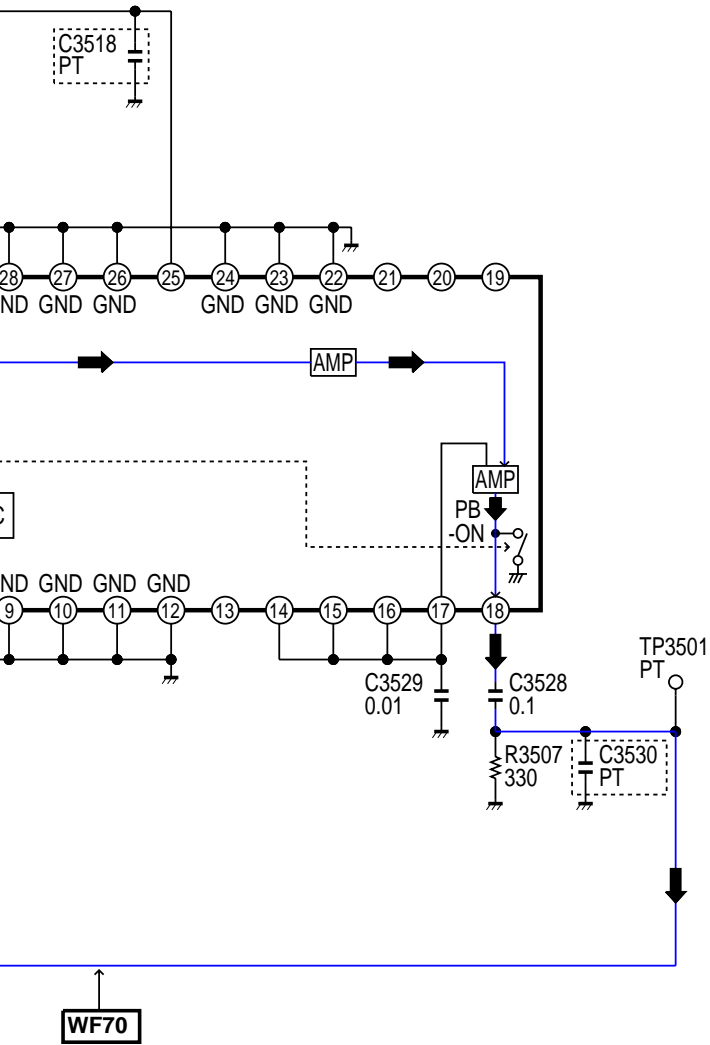 C3518
PT
28 27 26 25 24 23 22 21 20 19
ND GND GND GND GND GND
AMP
AMP
PB
-ON
C
ND GND GND GND
9 10 11 12 13 14 15 16 17 18
TP3501
PT
C3529
0.01
C3528
0.1
R3507
330
C3530
PT
WF70